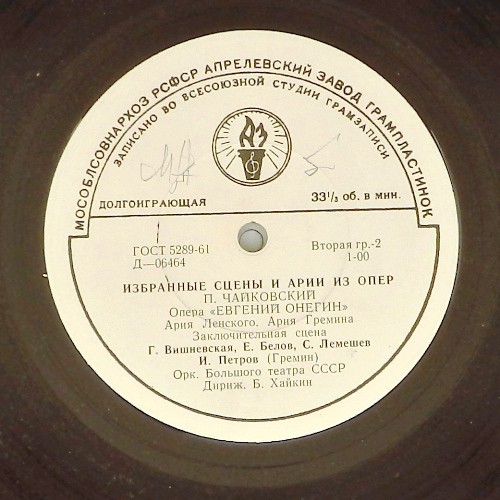 МОСОБЛСОВНАРХОЗ РСФСР АПРЕЛЕВСКИЙ ЗАВОД ГРАМПЛАСТИНОК
ЗАПИСАНО ВО ВСЕСОЮЗНОЙ СТУДИИ ГРАМЗАПИСИ
АЗ
ДОЛГОИГРАЮЩАЯ
33⅓ об. в мин.
ГОСТ 5289-61
Д—06464
Вторая гр.-2
1-00
ИЗБРАННЫЕ СЦЕНЫ И АРИИ ИЗ ОПЕР
П. ЧАЙКОВСКИЙ
Опера «ЕВГЕНИЙ ОНЕГИН»
Ария Ленского. Ария Гремина
Заключительная сцена
Г. Вишневская, Е. Белов, С. Лемешев
И. Петров (Гремин)
Орк. Большого театра СССР
Дириж. Б. Хайкин